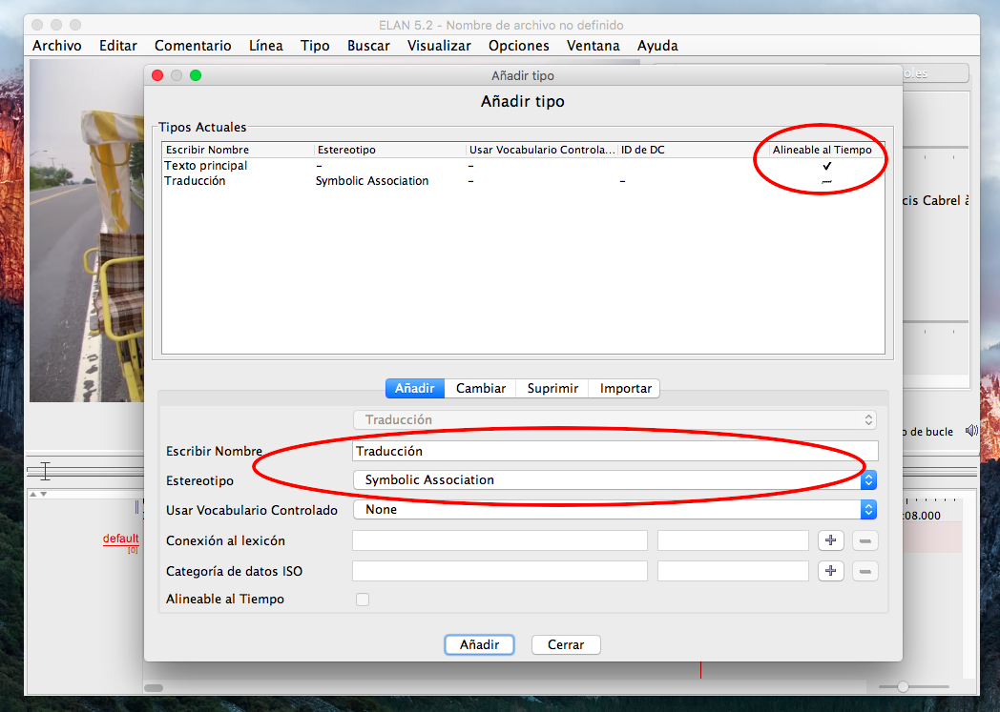 ELAN 5.2 - Nombre de archivo no definido
Archivo Editar Comentario Línea Tipo Buscar Visualizar Opciones Ventana Ayuda
Añadir tipo
Añadir tipo
Tipos Actuales
Escribir Nombre Estereotipo Usar Vocabulario Controla... ID de DC Alineable al Tiempo
Texto principal – – ✓
Traducción Symbolic Association – – –
cis Cabrel à
Añadir Cambiar Suprimir Importar
Traducción
o de bucle
Escribir Nombre Traducción
Estereotipo Symbolic Association
Usar Vocabulario Controlado None
:08.000
default
[0]
Conexión al lexicón
Categoría de datos ISO
Alineable al Tiempo
Añadir Cerrar